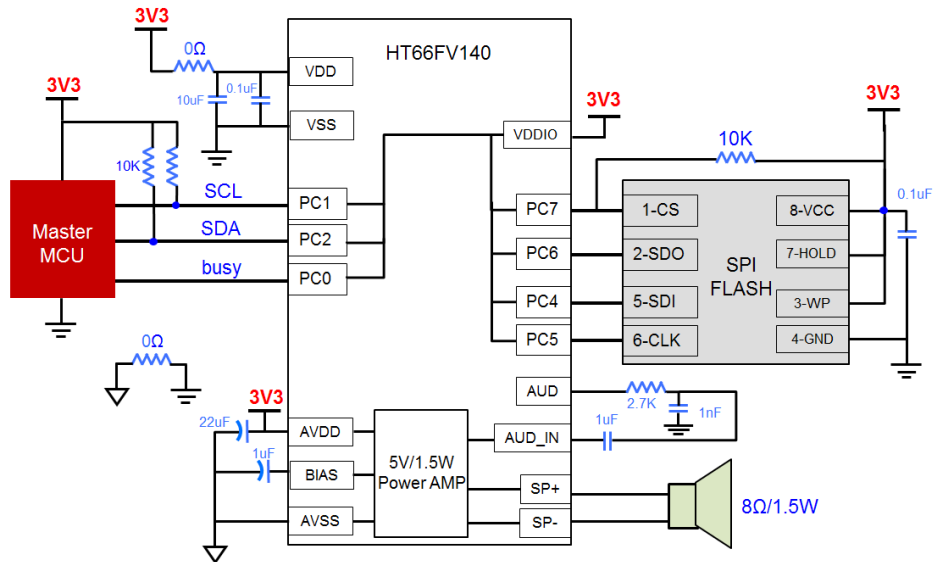 3V3
0Ω
HT66FV140
VDD
10uF
0.1uF
VSS
3V3
10K
Master
MCU
SCL
SDA
busy
PC1
PC2
PC0
3V3
VDDIO
PC7
PC6
PC4
PC5
10K
3V3
0.1uF
1-CS
2-SDO
5-SDI
6-CLK
SPI
FLASH
8-VCC
7-HOLD
3-WP
4-GND
0Ω
3V3
22uF
1uF
AVDD
BIAS
AVSS
5V/1.5W
Power AMP
AUD
AUD_IN
SP+
SP-
2.7K
1nF
1uF
8Ω/1.5W